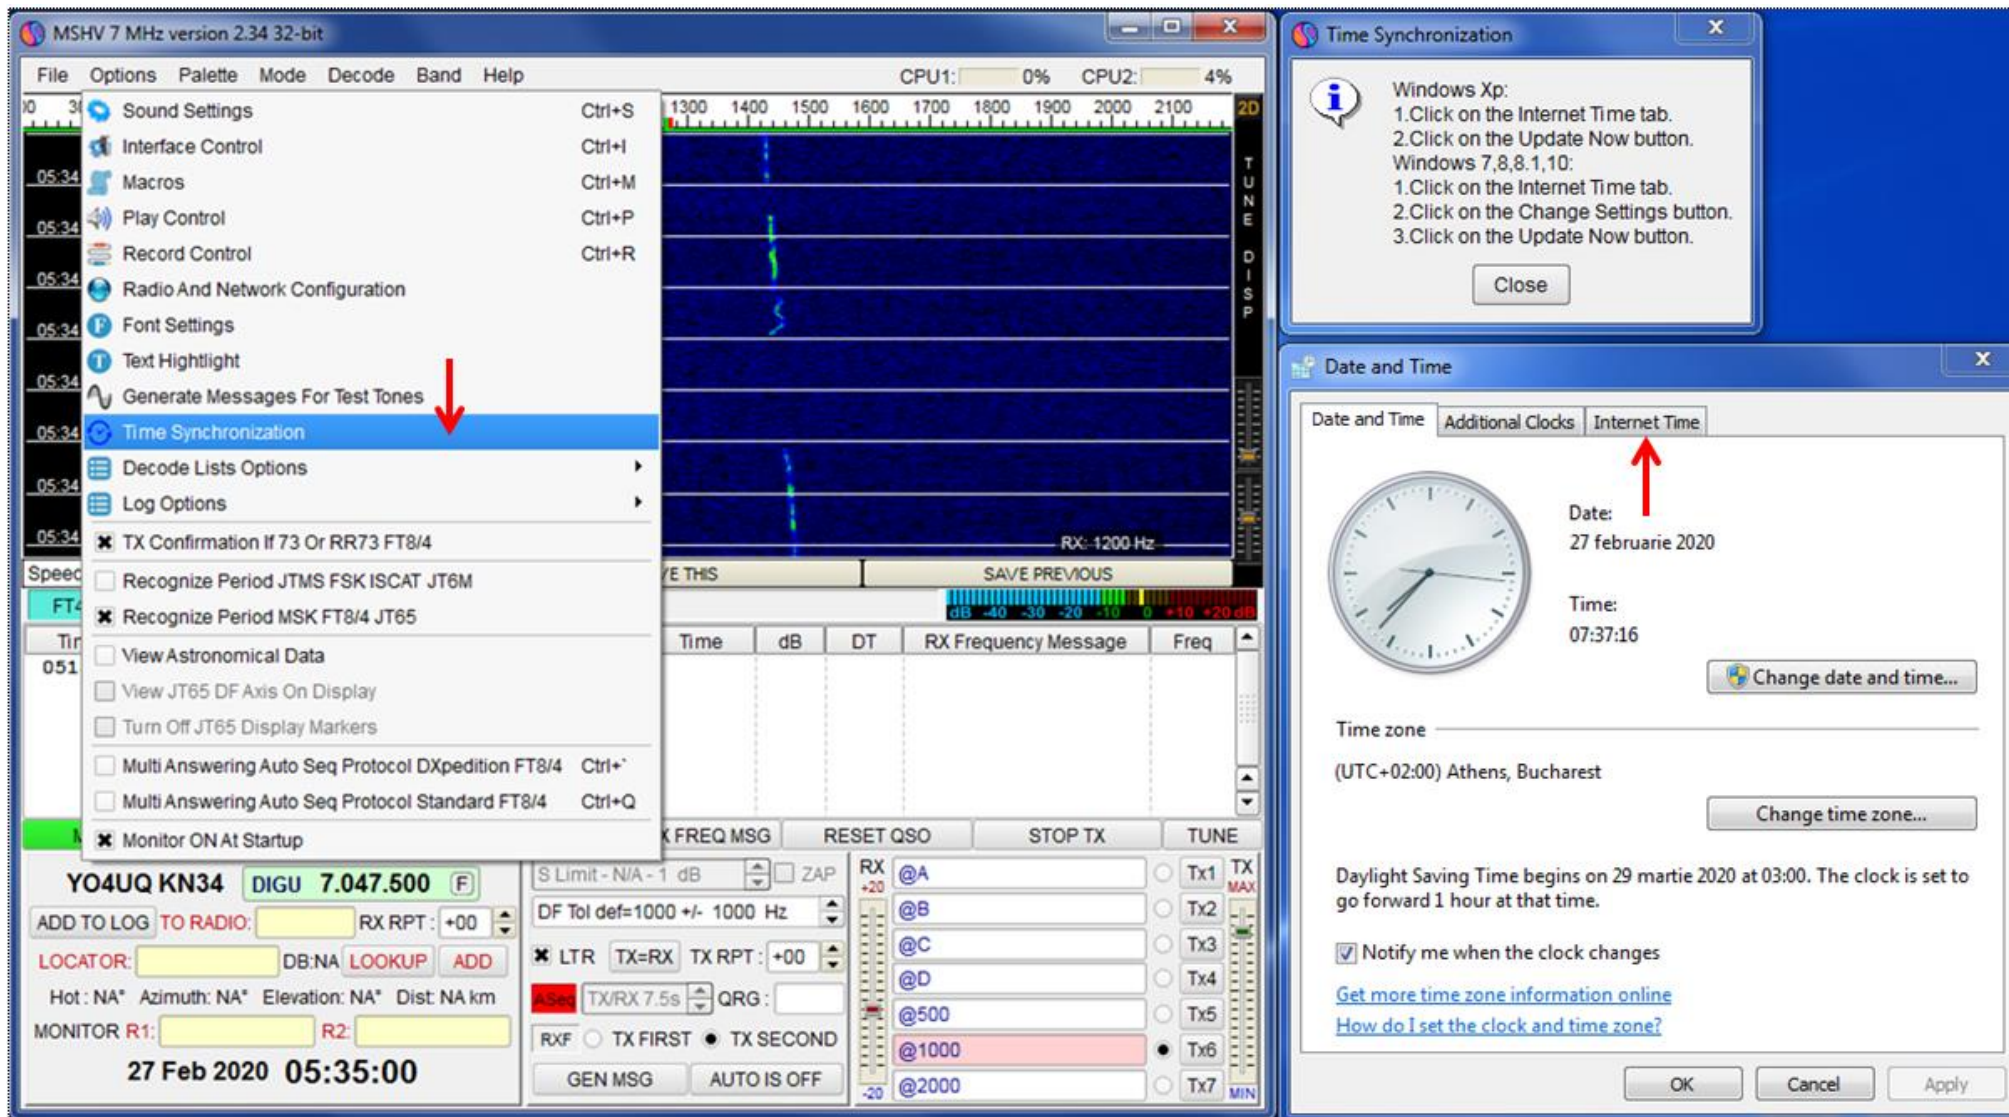 MSHV 7 MHz version 2.34 32-bit
File Options Palette Mode Decode Band Help
CPU1: 0% CPU2: 4%
1300 1400 1500 1600 1700 1800 1900 2000 2100
2D
Sound Settings Ctrl+S
Interface Control Ctrl+I
Macros Ctrl+M
Play Control Ctrl+P
Record Control Ctrl+R
Radio And Network Configuration
Font Settings
Text Hightlight
Generate Messages For Test Tones
Time Synchronization
Decode Lists Options
Log Options
TX Confirmation If 73 Or RR73 FT8/4
Recognize Period JTMS FSK ISCAT JT6M
Recognize Period MSK FT8/4 JT65
View Astronomical Data
View JT65 DF Axis On Display
Turn Off JT65 Display Markers
Multi Answering Auto Seq Protocol DXpedition FT8/4 Ctrl+`
Multi Answering Auto Seq Protocol Standard FT8/4 Ctrl+Q
Monitor ON At Startup
05:34
05:34
05:34
05:34
05:34
05:34
05:34
05:34
TUNE DISP
RX: 1200 Hz
SAVE PREVIOUS
dB -40 -30 -20 -10 0 +10 +20 dB
Time dB DT RX Frequency Message Freq
051
FREQ MSG RESET QSO STOP TX TUNE
YO4UQ KN34 DIGU 7.047.500 F
ADD TO LOG TO RADIO: RX RPT : +00
LOCATOR: DB:NA LOOKUP ADD
Hot : NA° Azimuth: NA° Elevation: NA° Dist: NA km
MONITOR R1: R2:
27 Feb 2020 05:35:00
S Limit - N/A - 1 dB ZAP
DF Tol def=1000 +/- 1000 Hz
LTR TX=RX TX RPT : +00
ASeq TX/RX 7.5s QRG :
RXF TX FIRST TX SECOND
GEN MSG AUTO IS OFF
RX
+20
-20
@A Tx1
@B Tx2
@C Tx3
@D Tx4
@500 Tx5
@1000 Tx6
@2000 Tx7
TX
MAX
MIN
Time Synchronization
Windows Xp:
1.Click on the Internet Time tab.
2.Click on the Update Now button.
Windows 7,8,8.1,10:
1.Click on the Internet Time tab.
2.Click on the Change Settings button.
3.Click on the Update Now button.
Close
Date and Time
Date and Time Additional Clocks Internet Time
Date:
27 februarie 2020
Time:
07:37:16
Change date and time...
Time zone
(UTC+02:00) Athens, Bucharest
Change time zone...
Daylight Saving Time begins on 29 martie 2020 at 03:00. The clock is set to
go forward 1 hour at that time.
Notify me when the clock changes
Get more time zone information online
How do I set the clock and time zone?
OK Cancel Apply